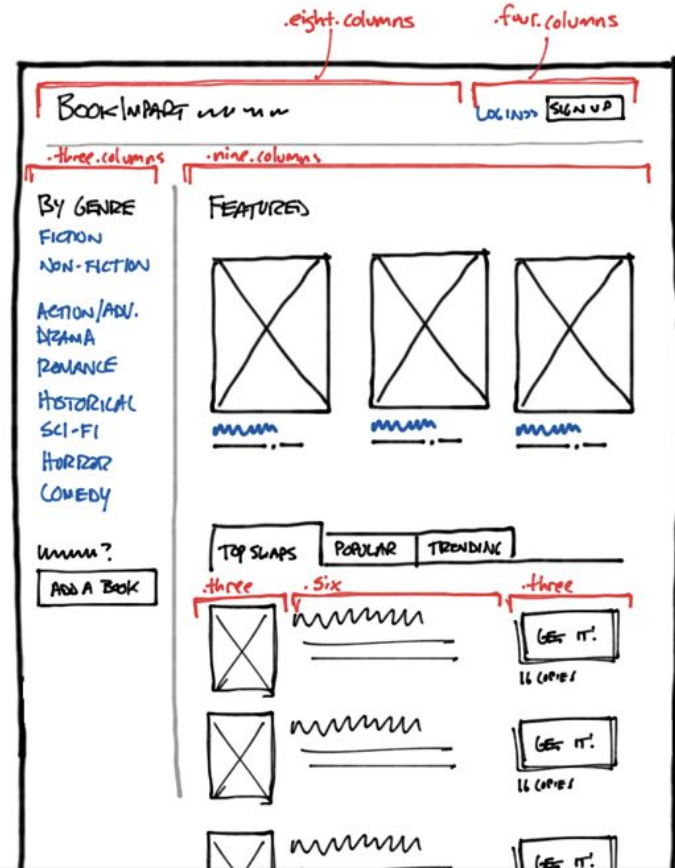 .eight.columns
.four.columns
BOOK IMPART
LOGIN>> SIGN UP
.three.columns
.nine.columns
BY GENRE
FEATURED
FICTION
NON-FICTION
ACTION/ADV.
DRAMA
ROMANCE
HISTORICAL
SCI-FI
HORROR
COMEDY
?
ADD A BOOK
TOP SWAPS
POPULAR
TRENDING
.three
.six
.three
GET IT!
16 COPIES
GET IT!
16 COPIES
GET IT!